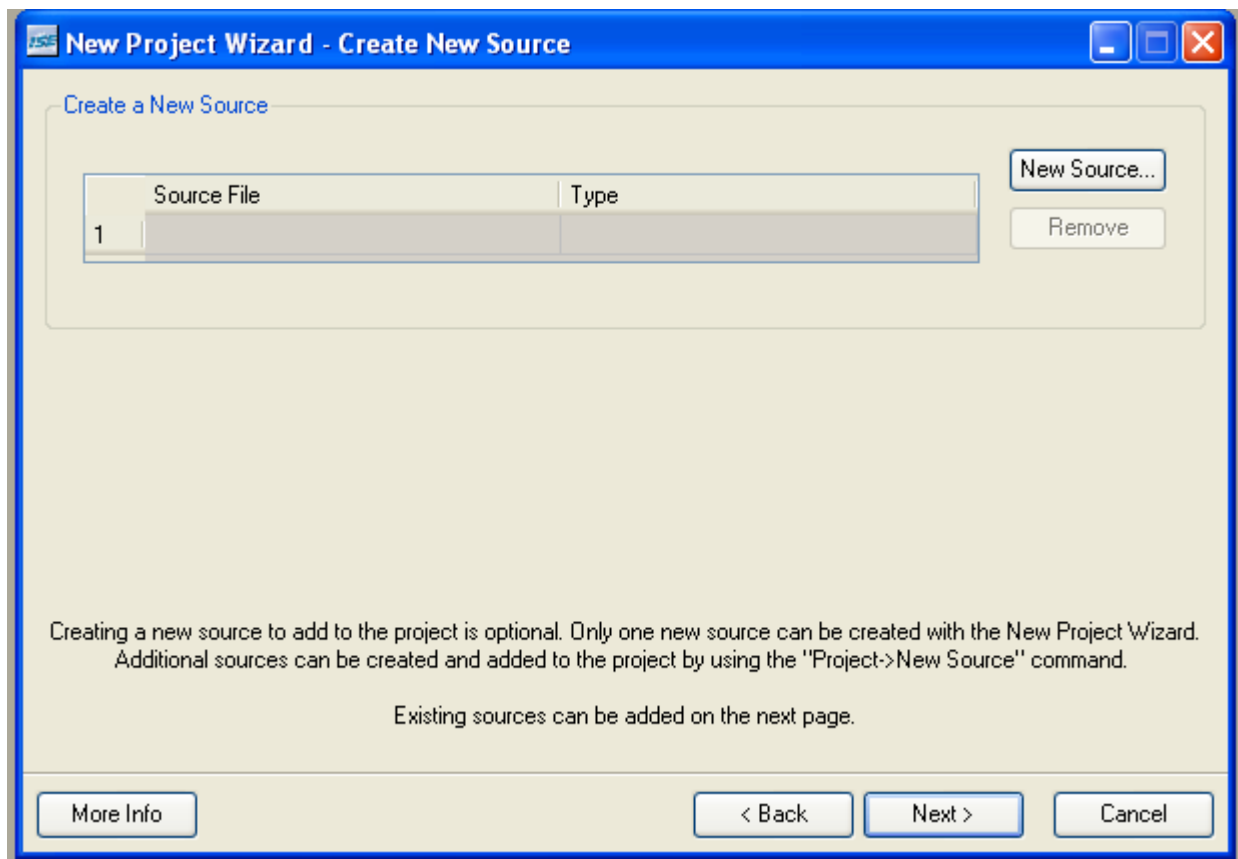 ISE New Project Wizard - Create New Source
Create a New Source
New Source...
Source File Type
1
Remove
Creating a new source to add to the project is optional. Only one new source can be created with the New Project Wizard.
Additional sources can be created and added to the project by using the "Project->New Source" command.
Existing sources can be added on the next page.
More Info < Back Next > Cancel